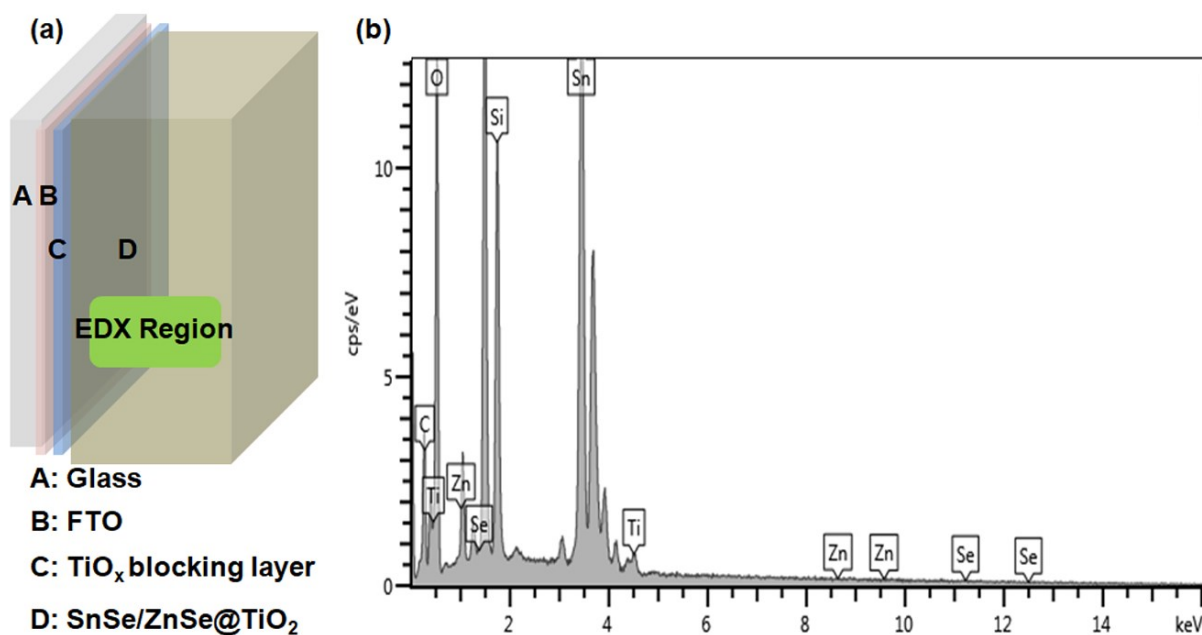 (a)
A B
C D
EDX Region
A: Glass
B: FTO
C: TiOₓ blocking layer
D: SnSe/ZnSe@TiO₂
(b)
O
Sn
Si
10
cps/eV
5
C
Ti
Zn
Se
Ti
Zn
Zn
Se
Se
0
2
4
6
8
10
12
14
keV